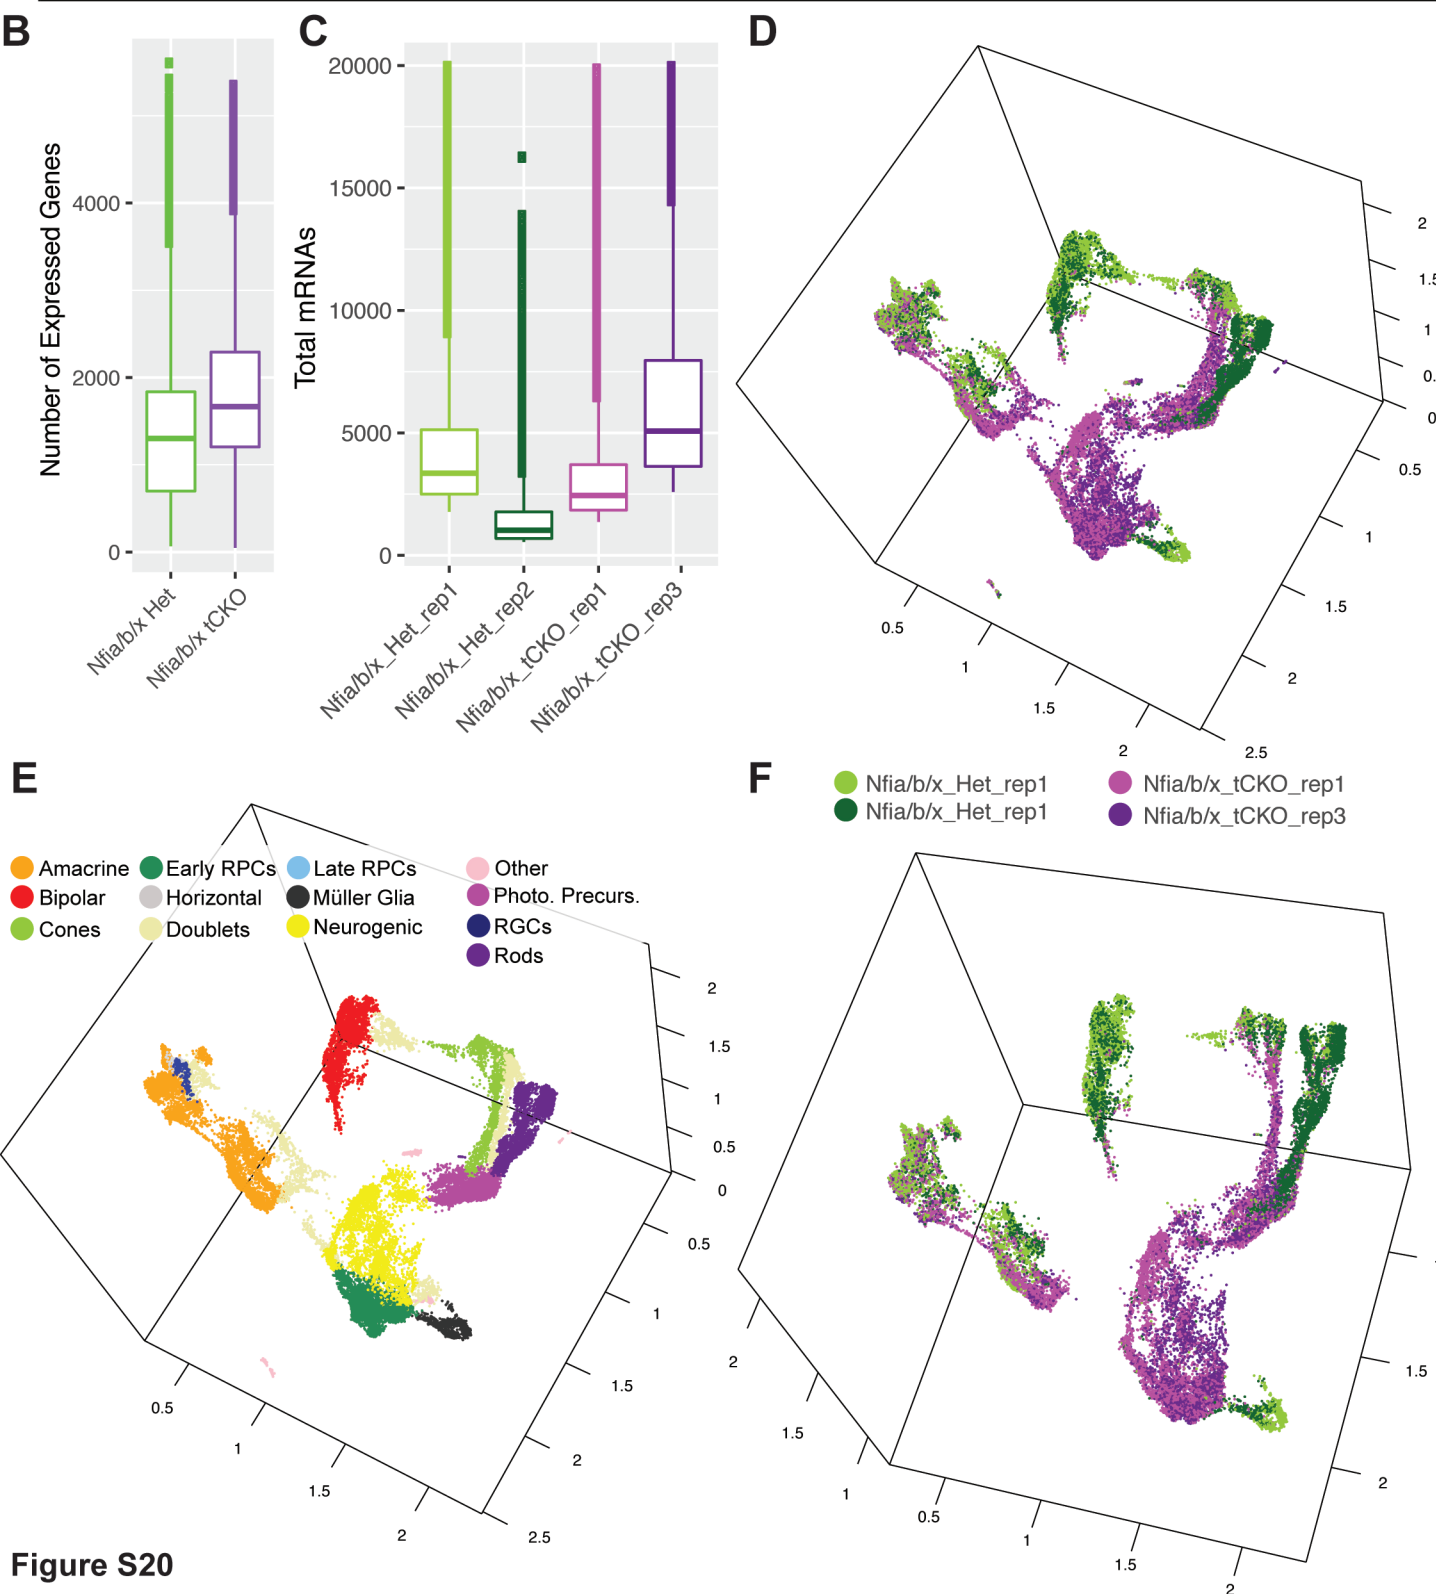 B
Number of Expressed Genes
4000
2000
0
Nfia/b/x Het
Nfia/b/x tCKO
C
Total mRNAs
20000
15000
10000
5000
0
Nfia/b/x_Het_rep1
Nfia/b/x_Het_rep2
Nfia/b/x_tCKO_rep1
Nfia/b/x_tCKO_rep3
D
2
1.5
1
0.
0
0.5
1
1.5
2
2.5
0.5
1
1.5
2
E
Amacrine
Bipolar
Cones
Early RPCs
Horizontal
Doublets
Late RPCs
Müller Glia
Neurogenic
Other
Photo. Precurs.
RGCs
Rods
2
1.5
1
0.5
0
0.5
1
1.5
2
2.5
0.5
1
1.5
2
F
Nfia/b/x_Het_rep1
Nfia/b/x_Het_rep1
Nfia/b/x_tCKO_rep1
Nfia/b/x_tCKO_rep3
2
1.5
1
0.5
1
1.5
2
1.5
2
Figure S20